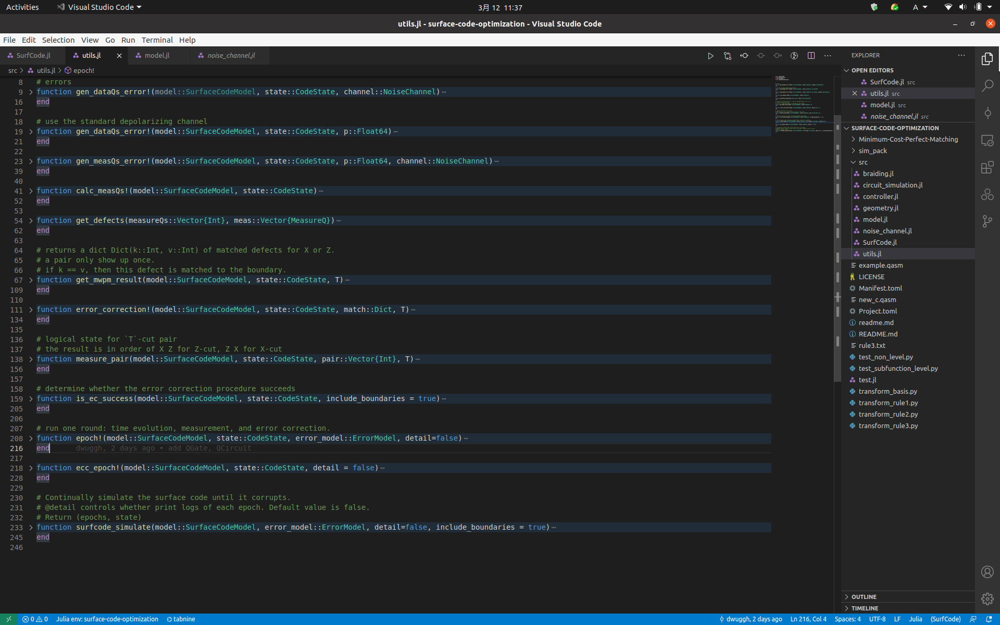 Activities Visual Studio Code 3月 12 11:37 A
utils.jl - surface-code-optimization - Visual Studio Code
File Edit Selection View Go Run Terminal Help
SurfCode.jl utils.jl model.jl noise_channel.jl
src > utils.jl > epoch!
8 # errors
9 function gen_dataQs_error!(model::SurfaceCodeModel, state::CodeState, channel::NoiseChannel)⋯
16 end
17
18 # use the standard depolarizing channel
19 function gen_dataQs_error!(model::SurfaceCodeModel, state::CodeState, p::Float64)⋯
21 end
22
23 function gen_measQs_error!(model::SurfaceCodeModel, state::CodeState, p::Float64, channel::NoiseChannel)⋯
39 end
40
41 function calc_measQs!(model::SurfaceCodeModel, state::CodeState)⋯
52 end
53
54 function get_defects(measureQs::Vector{Int}, meas::Vector{MeasureQ})⋯
62 end
63
64 # returns a dict Dict(k::Int, v::Int) of matched defects for X or Z.
65 # a pair only show up once.
66 # if k == v, then this defect is matched to the boundary.
67 function get_mwpm_result(model::SurfaceCodeModel, state::CodeState, T)⋯
109 end
110
111 function error_correction!(model::SurfaceCodeModel, state::CodeState, match::Dict, T)⋯
134 end
135
136 # logical state for `T`-cut pair
137 # the result is in order of X Z for Z-cut, Z X for X-cut
138 function measure_pair(model::SurfaceCodeModel, state::CodeState, pair::Vector{Int}, T)⋯
156 end
157
158 # determine whether the error correction procedure succeeds
159 function is_ec_success(model::SurfaceCodeModel, state::CodeState, include_boundaries = true)⋯
205 end
206
207 # run one round: time evolution, measurement, and error correction.
208 function epoch!(model::SurfaceCodeModel, state::CodeState, error_model::ErrorModel, detail=false)⋯
216 end dwuggh, 2 days ago • add QGate, QCircuit
217
218 function ecc_epoch!(model::SurfaceCodeModel, state::CodeState, detail = false)⋯
228 end
229
230 # Continually simulate the surface code until it corrupts.
231 # @detail controls whether print logs of each epoch. Default value is false.
232 # Return (epochs, state)
233 function surfcode_simulate(model::SurfaceCodeModel, error_model::ErrorModel, detail=false, include_boundaries = true)⋯
245 end
246
EXPLORER
OPEN EDITORS
SurfCode.jl src
utils.jl src
model.jl src
noise_channel.jl src
SURFACE-CODE-OPTIMIZATION
Minimum-Cost-Perfect-Matching
sim_pack
src
braiding.jl
circuit_simulation.jl
controller.jl
geometry.jl
model.jl
noise_channel.jl
SurfCode.jl
utils.jl
example.qasm
LICENSE
Manifest.toml
new_c.qasm
Project.toml
readme.md
README.md
rule3.txt
test_non_level.py
test_subfunction_level.py
test.jl
transform_basis.py
transform_rule1.py
transform_rule2.py
transform_rule3.py
OUTLINE
TIMELINE
0 0 Julia env: surface-code-optimization tabnine dwuggh, 2 days ago Ln 216, Col 4 Spaces: 4 UTF-8 LF Julia (SurfCode)